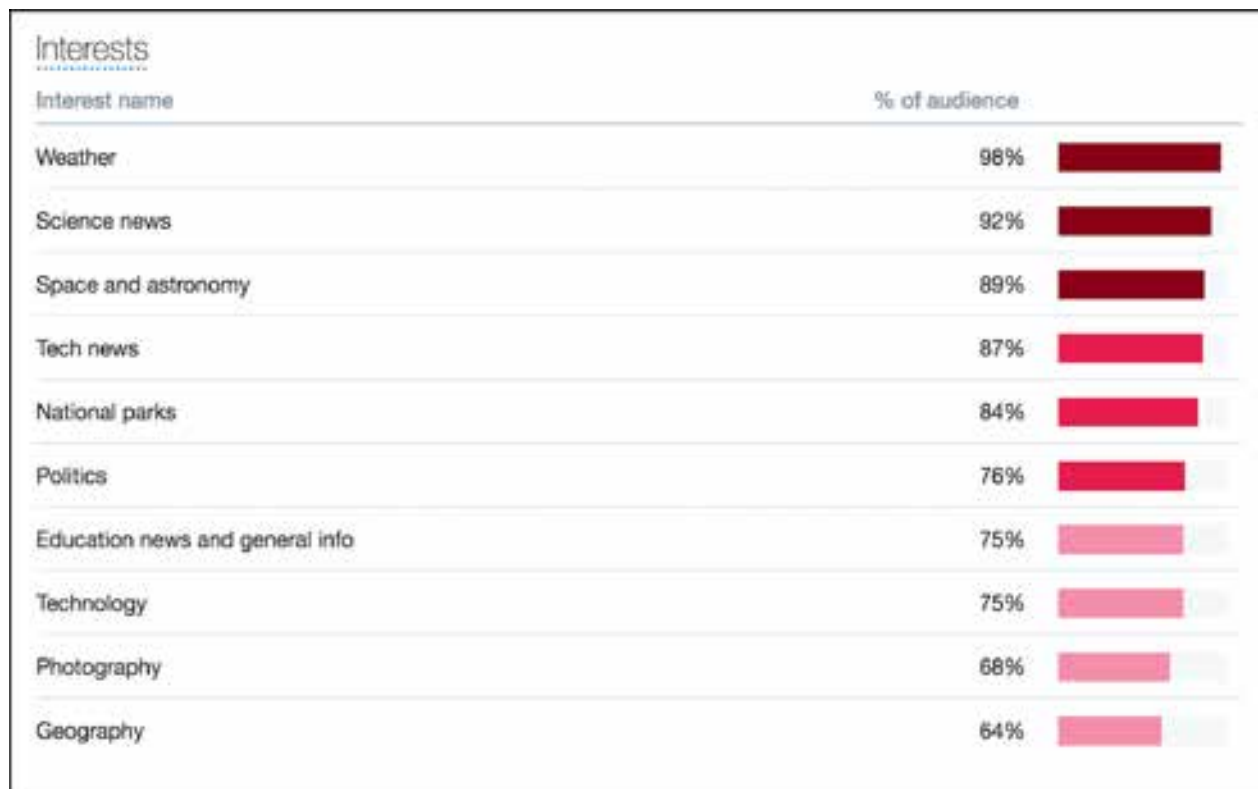 Interests
Interest name % of audience
Weather 98%
Science news 92%
Space and astronomy 89%
Tech news 87%
National parks 84%
Politics 76%
Education news and general info 75%
Technology 75%
Photography 68%
Geography 64%